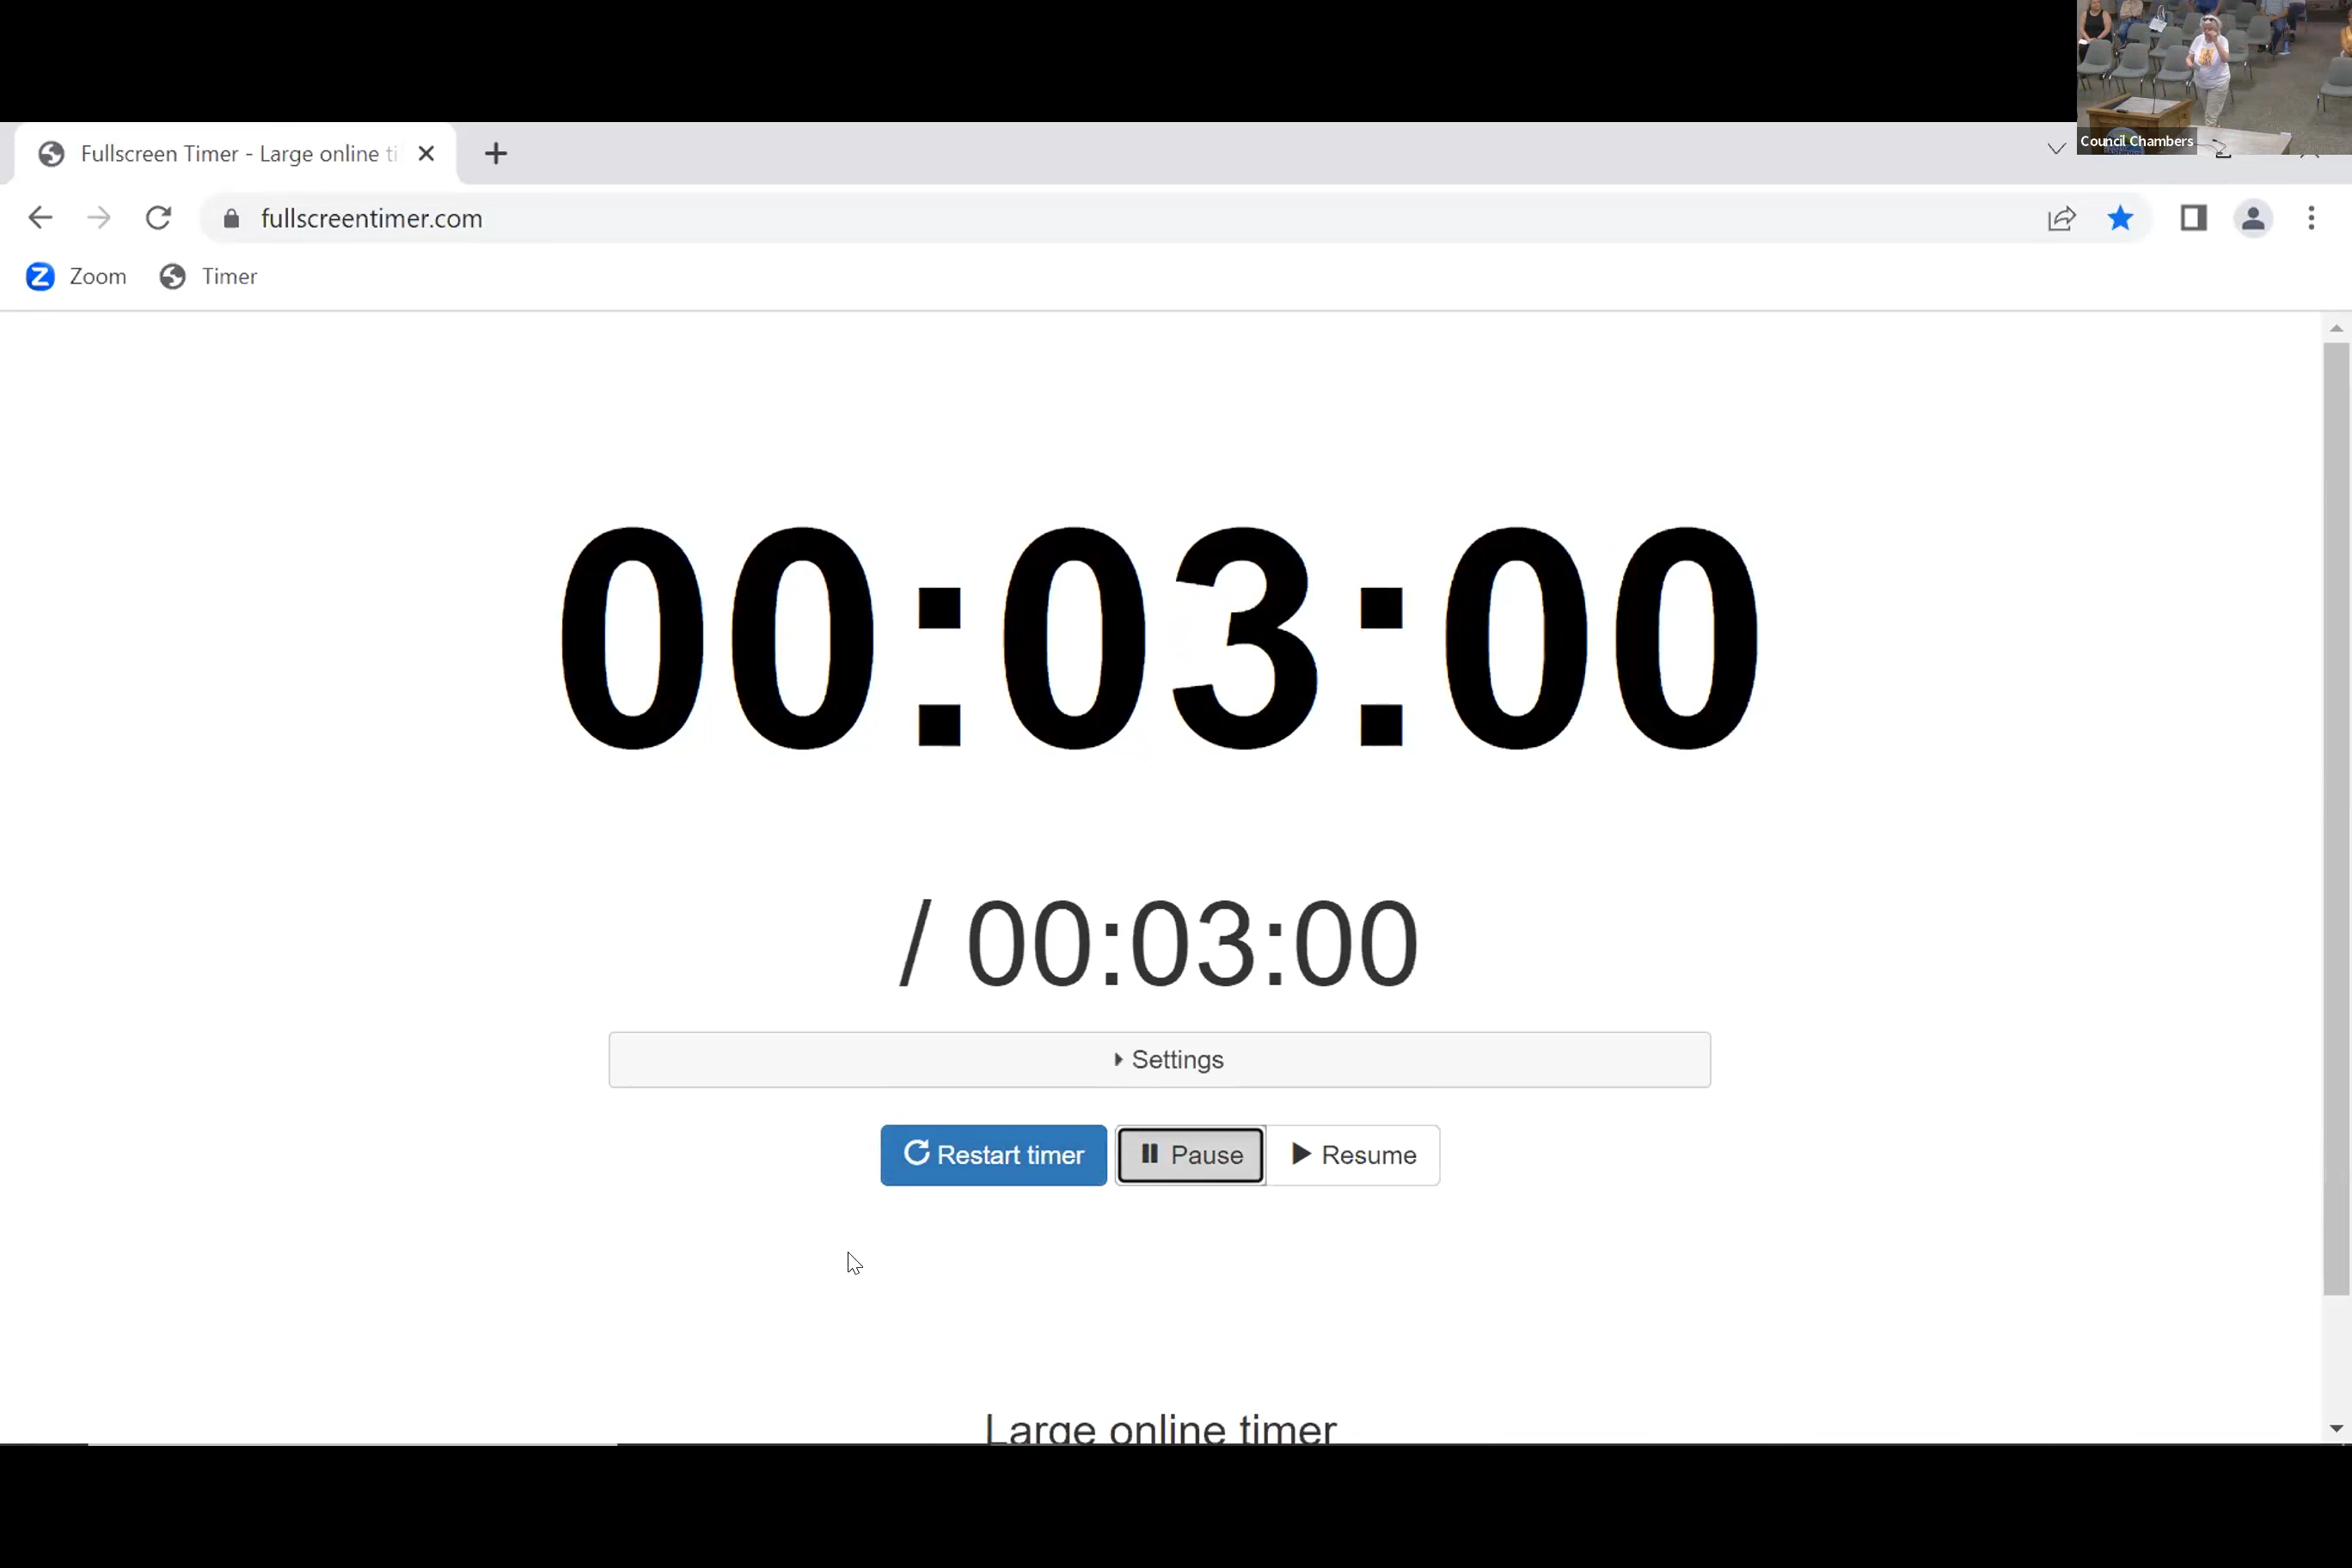 Council Chambers
Fullscreen Timer - Large online ti
fullscreentimer.com
Zoom
Timer
00:03:00
/ 00:03:00
Settings
Restart timer
Pause
Resume
Large online timer